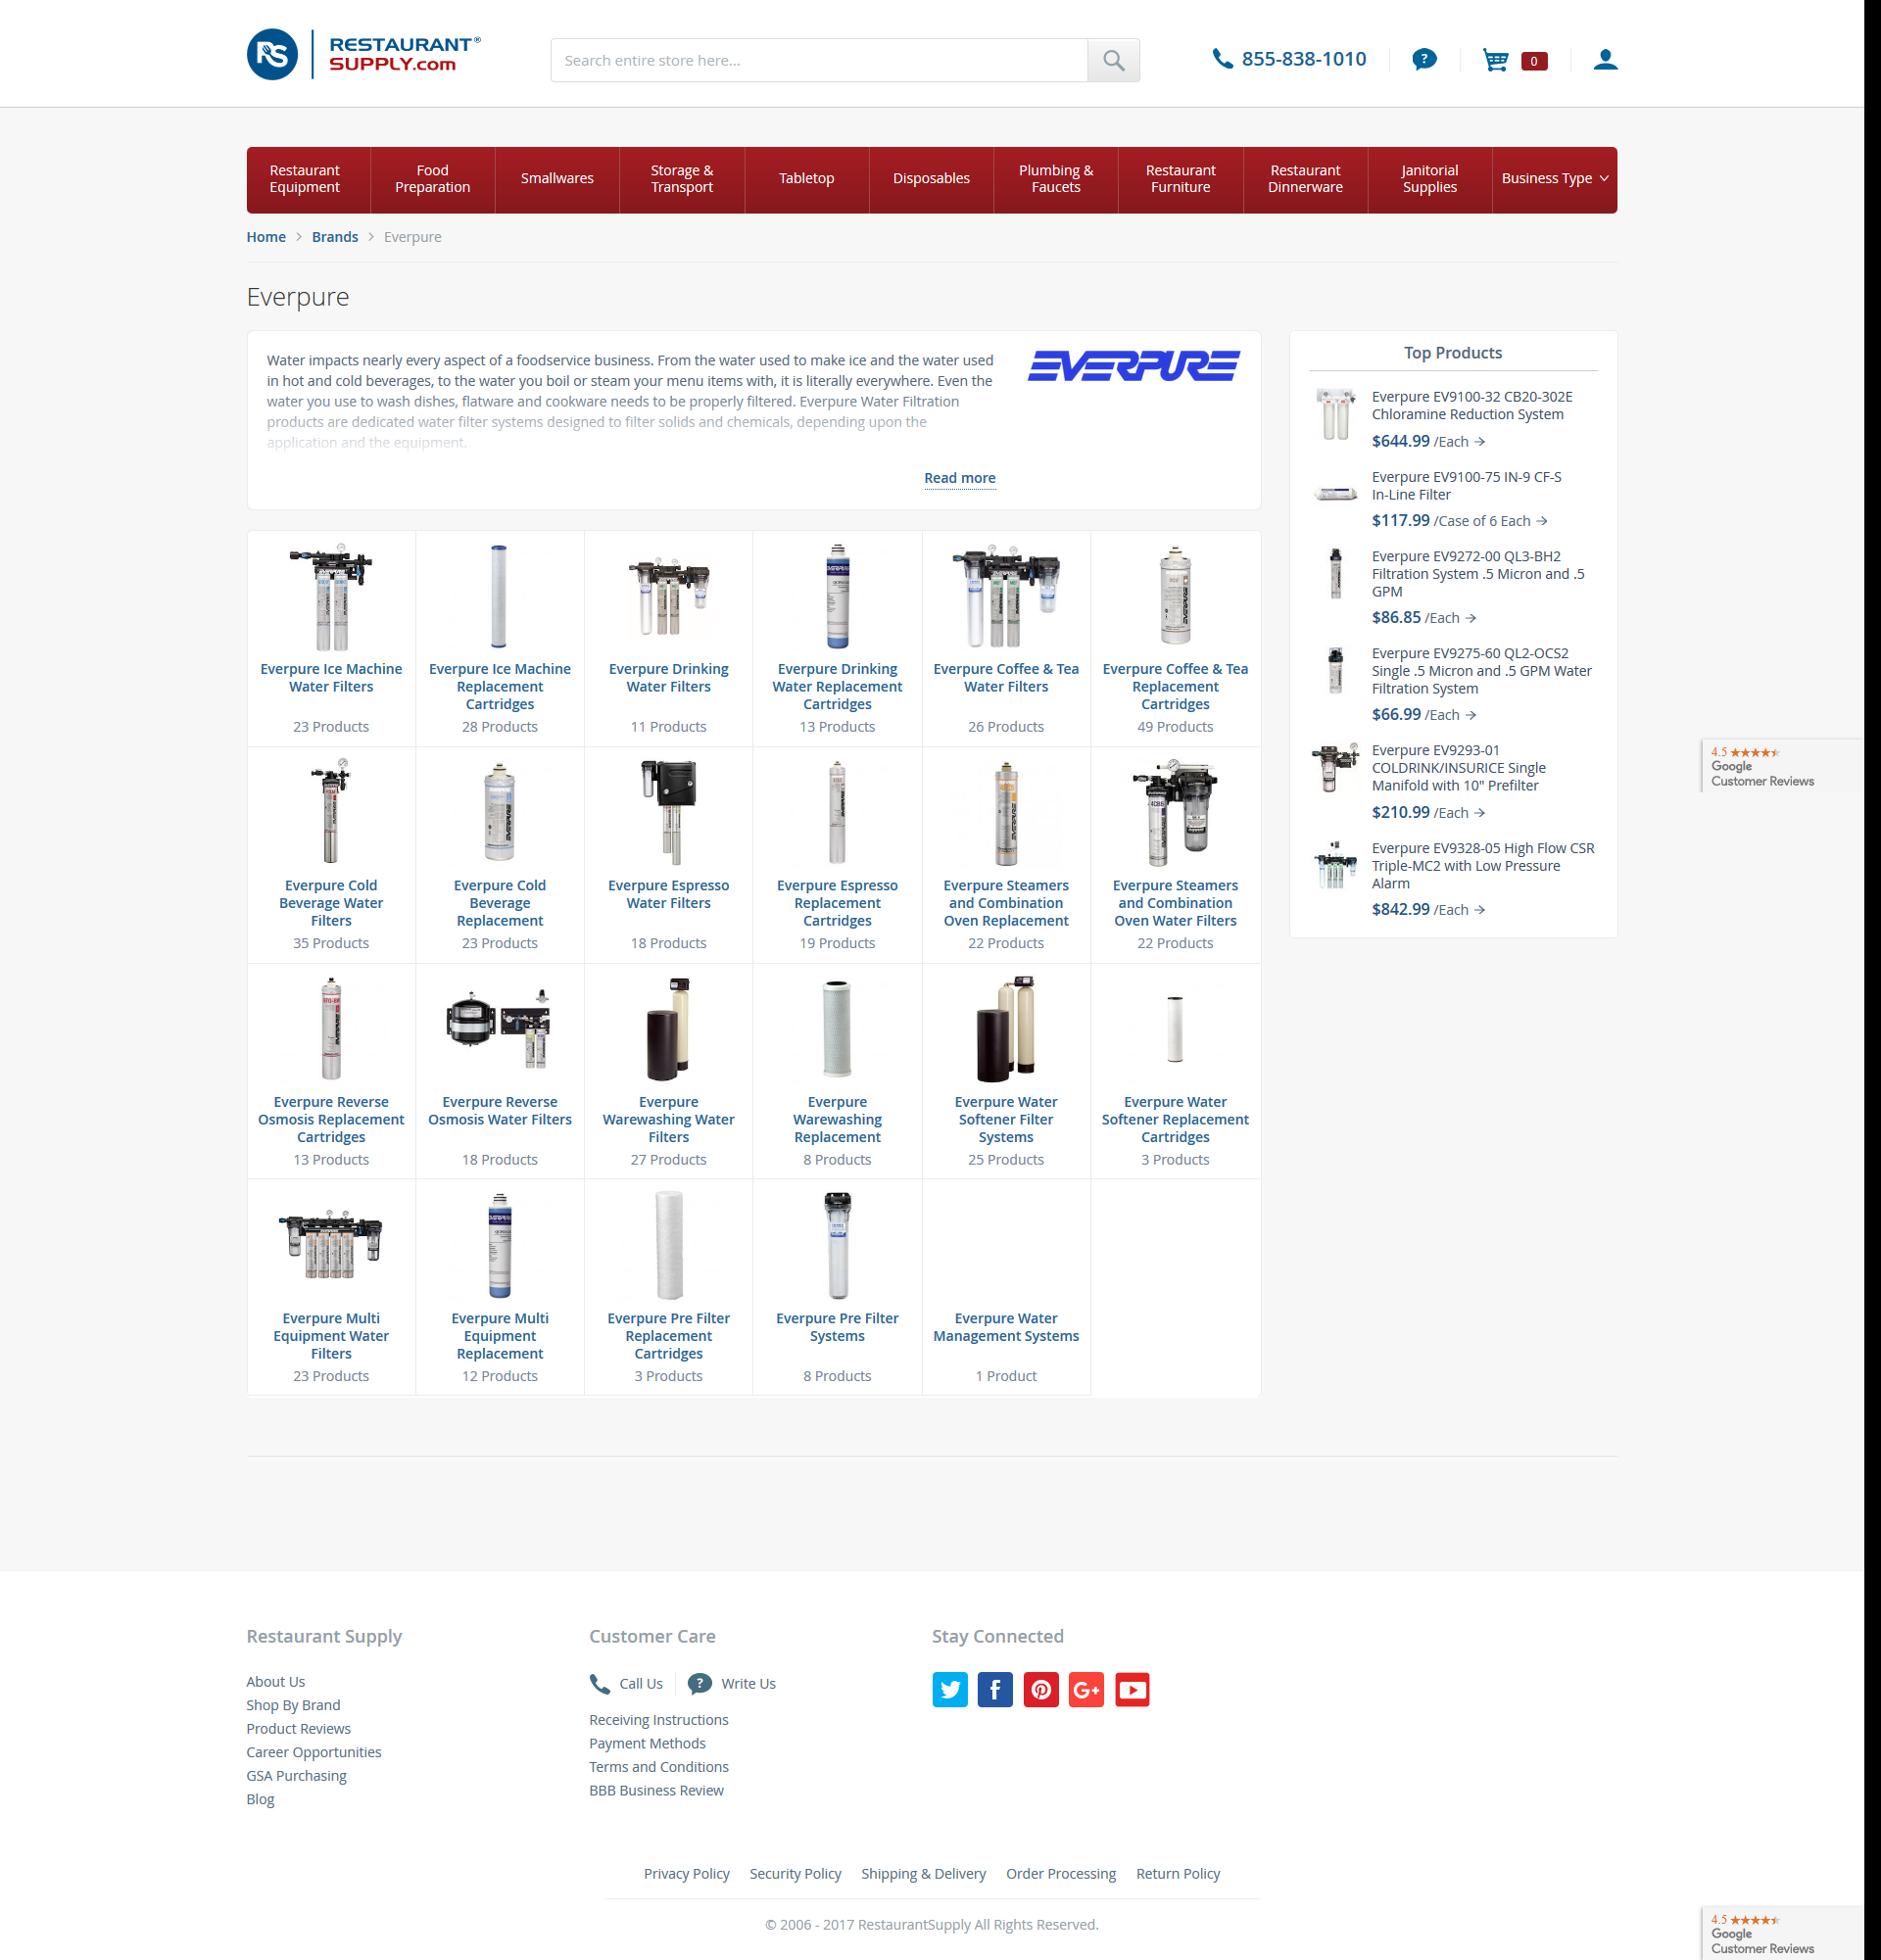 RS
RESTAURANT®
SUPPLY.com
Search entire store here...
855-838-1010
?
0
Restaurant
Equipment
Food
Preparation
Smallwares
Storage &
Transport
Tabletop
Disposables
Plumbing &
Faucets
Restaurant
Furniture
Restaurant
Dinnerware
Janitorial
Supplies
Business Type
Home
Brands
Everpure
Everpure
Water impacts nearly every aspect of a foodservice business. From the water used to make ice and the water used
in hot and cold beverages, to the water you boil or steam your menu items with, it is literally everywhere. Even the
water you use to wash dishes, flatware and cookware needs to be properly filtered. Everpure Water Filtration
products are dedicated water filter systems designed to filter solids and chemicals, depending upon the
application and the equipment.
Read more
EVERPURE
Everpure Ice Machine
Water Filters
23 Products
Everpure Ice Machine
Replacement
Cartridges
28 Products
Everpure Drinking
Water Filters
11 Products
Everpure Drinking
Water Replacement
Cartridges
13 Products
Everpure Coffee & Tea
Water Filters
26 Products
Everpure Coffee & Tea
Replacement
Cartridges
49 Products
Everpure Cold
Beverage Water
Filters
35 Products
Everpure Cold
Beverage
Replacement
23 Products
Everpure Espresso
Water Filters
18 Products
Everpure Espresso
Replacement
Cartridges
19 Products
Everpure Steamers
and Combination
Oven Replacement
22 Products
Everpure Steamers
and Combination
Oven Water Filters
22 Products
Everpure Reverse
Osmosis Replacement
Cartridges
13 Products
Everpure Reverse
Osmosis Water Filters
18 Products
Everpure
Warewashing Water
Filters
27 Products
Everpure
Warewashing
Replacement
8 Products
Everpure Water
Softener Filter
Systems
25 Products
Everpure Water
Softener Replacement
Cartridges
3 Products
Everpure Multi
Equipment Water
Filters
23 Products
Everpure Multi
Equipment
Replacement
12 Products
Everpure Pre Filter
Replacement
Cartridges
3 Products
Everpure Pre Filter
Systems
8 Products
Everpure Water
Management Systems
1 Product
Top Products
Everpure EV9100-32 CB20-302E
Chloramine Reduction System
$644.99 /Each
Everpure EV9100-75 IN-9 CF-S
In-Line Filter
$117.99 /Case of 6 Each
Everpure EV9272-00 QL3-BH2
Filtration System .5 Micron and .5
GPM
$86.85 /Each
Everpure EV9275-60 QL2-OCS2
Single .5 Micron and .5 GPM Water
Filtration System
$66.99 /Each
Everpure EV9293-01
COLDRINK/INSURICE Single
Manifold with 10" Prefilter
$210.99 /Each
Everpure EV9328-05 High Flow CSR
Triple-MC2 with Low Pressure
Alarm
$842.99 /Each
4.5
Google
Customer Reviews
Restaurant Supply
About Us
Shop By Brand
Product Reviews
Career Opportunities
GSA Purchasing
Blog
Customer Care
Call Us
?
Write Us
Receiving Instructions
Payment Methods
Terms and Conditions
BBB Business Review
Stay Connected
f
G+
Privacy Policy
Security Policy
Shipping & Delivery
Order Processing
Return Policy
© 2006 - 2017 RestaurantSupply All Rights Reserved.
4.5
Google
Customer Reviews